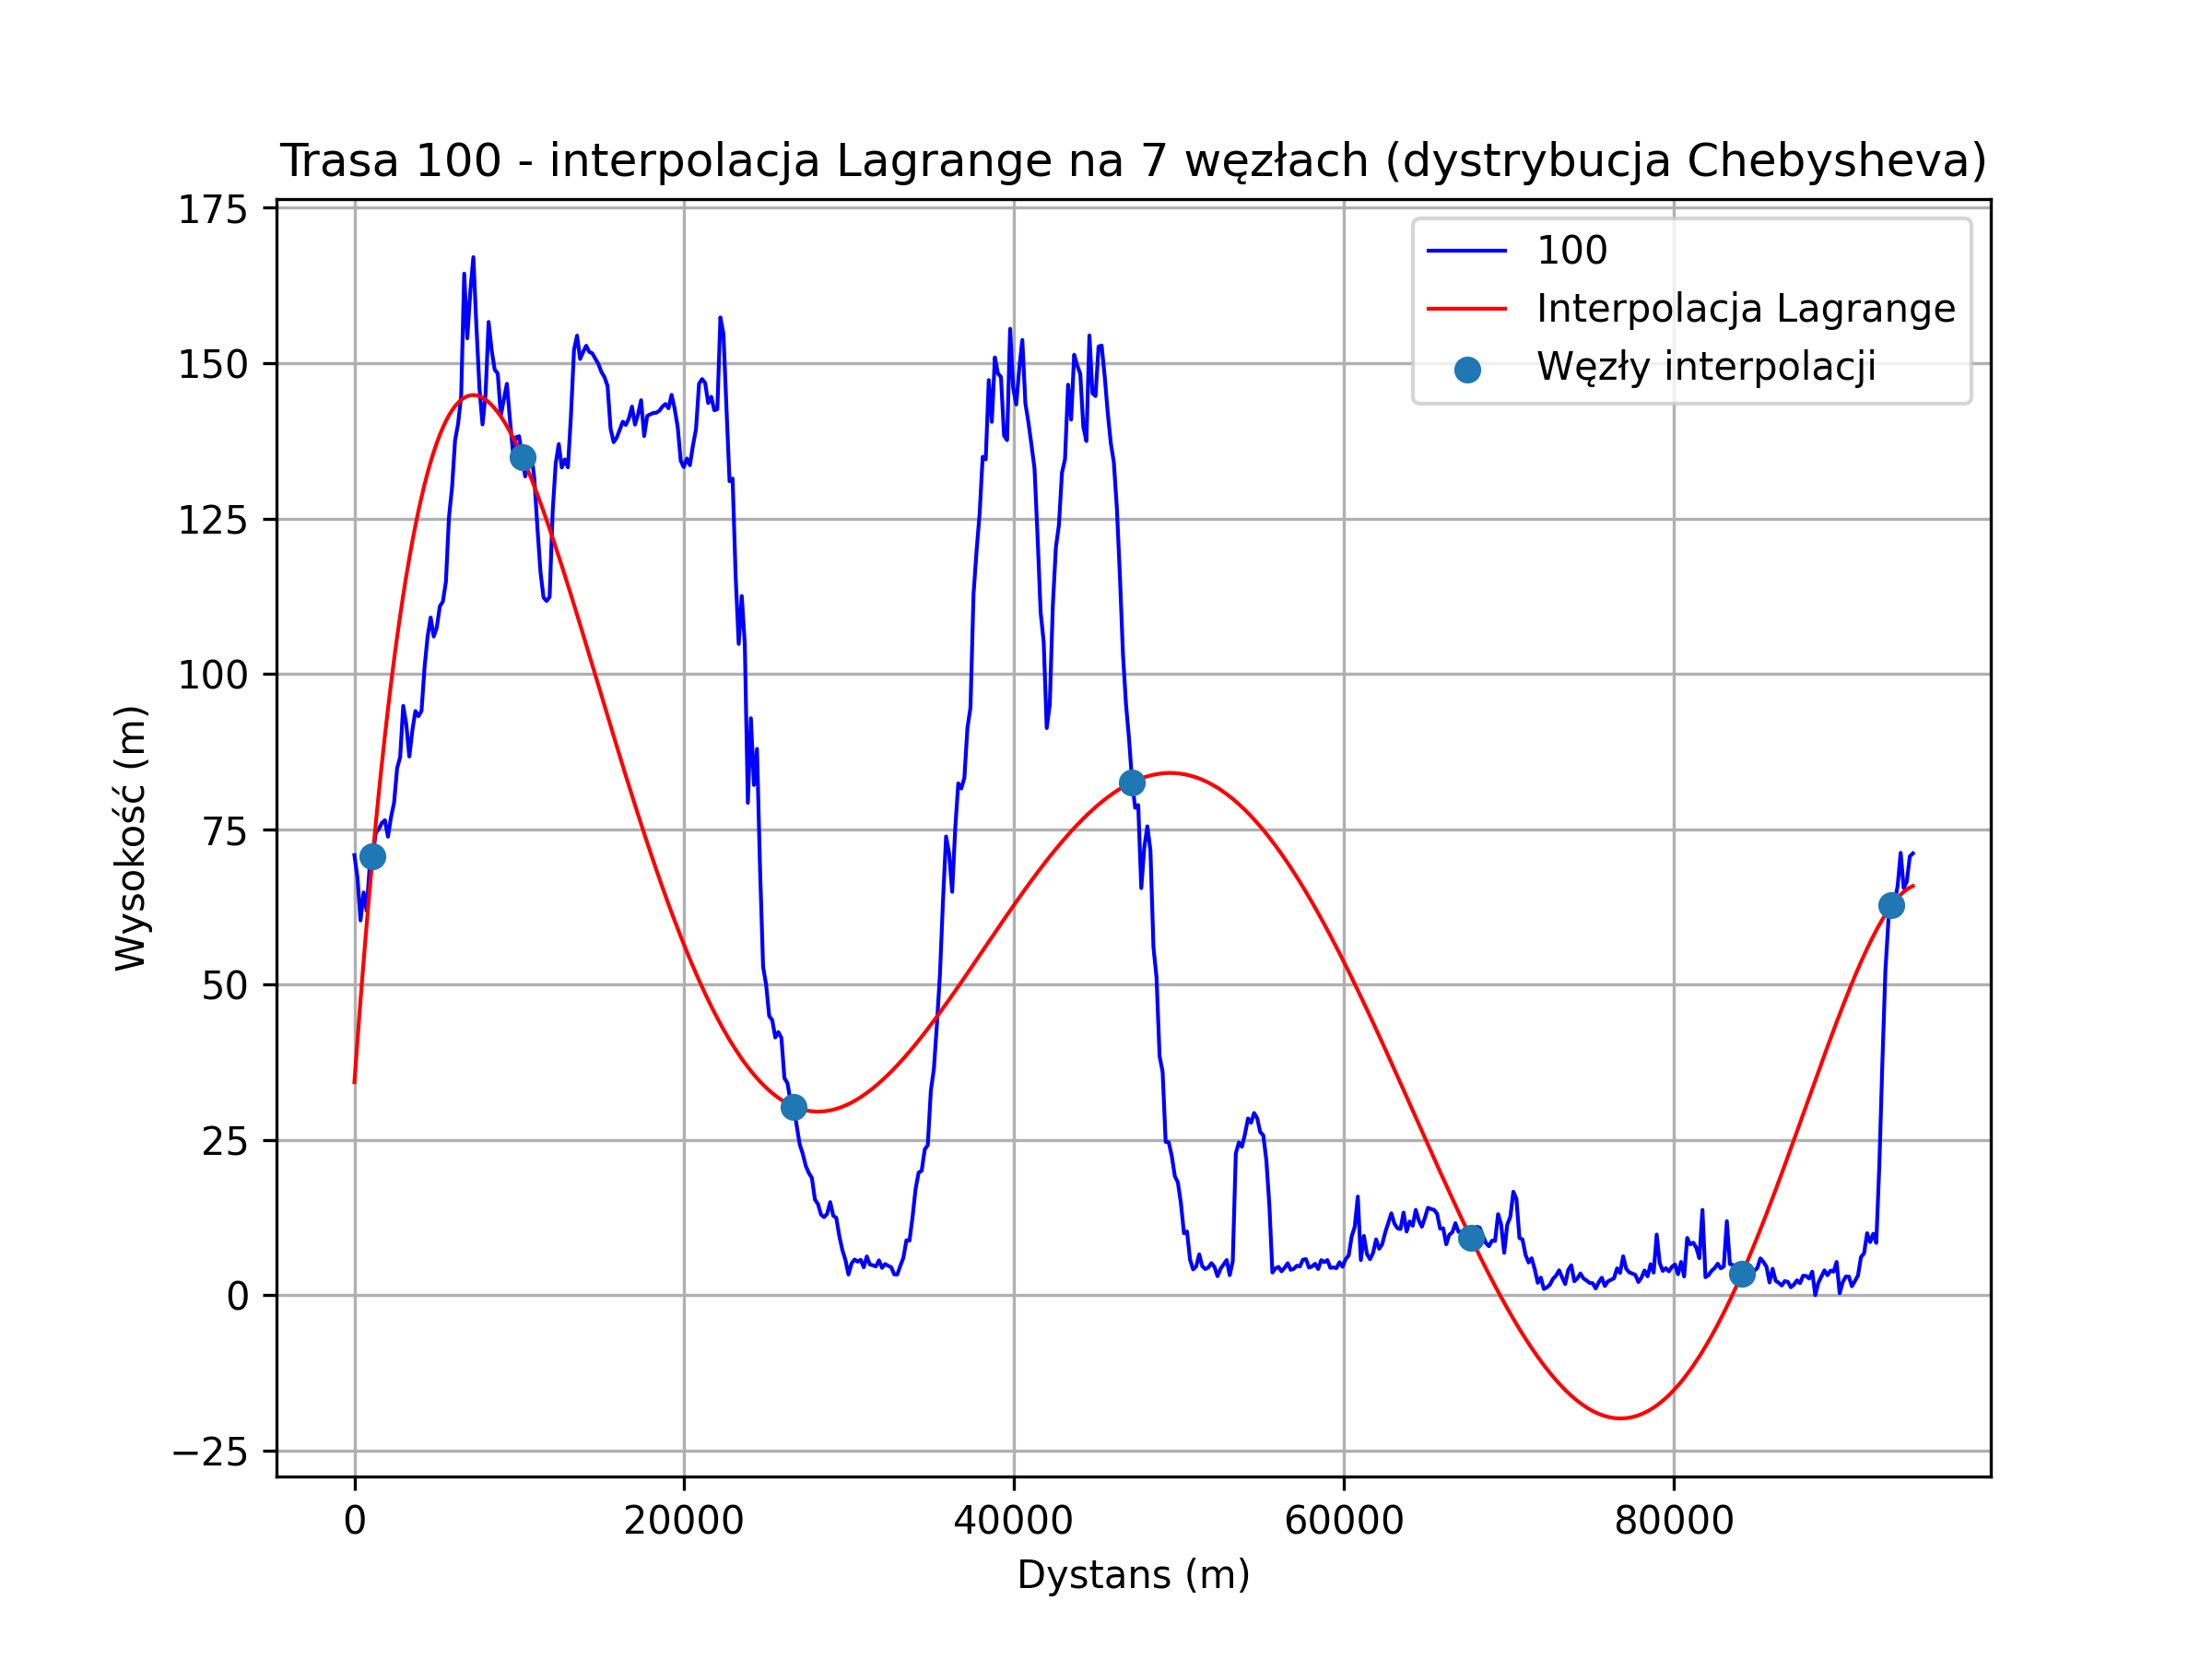 Trasa 100 - interpolacja Lagrange na 7 węzłach (dystrybucja Chebysheva)
175
150
125
100
75
50
25
0
−25
Wysokość (m)
100
Interpolacja Lagrange
Węzły interpolacji
0 20000 40000 60000 80000
Dystans (m)